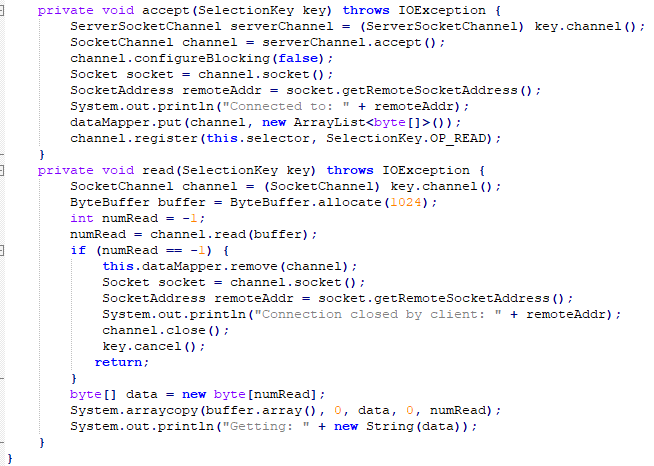 private void accept(SelectionKey key) throws IOException {
ServerSocketChannel serverChannel = (ServerSocketChannel) key.channel();
SocketChannel channel = serverChannel.accept();
channel.configureBlocking(false);
Socket socket = channel.socket();
SocketAddress remoteAddr = socket.getRemoteSocketAddress();
System.out.println("Connected to: " + remoteAddr);
dataMapper.put(channel, new ArrayList<byte[]>());
channel.register(this.selector, SelectionKey.OP_READ);
}
private void read(SelectionKey key) throws IOException {
SocketChannel channel = (SocketChannel) key.channel();
ByteBuffer buffer = ByteBuffer.allocate(1024);
int numRead = -1;
numRead = channel.read(buffer);
if (numRead == -1) {
this.dataMapper.remove(channel);
Socket socket = channel.socket();
SocketAddress remoteAddr = socket.getRemoteSocketAddress();
System.out.println("Connection closed by client: " + remoteAddr);
channel.close();
key.cancel();
return;
}
byte[] data = new byte[numRead];
System.arraycopy(buffer.array(), 0, data, 0, numRead);
System.out.println("Getting: " + new String(data));
}
}